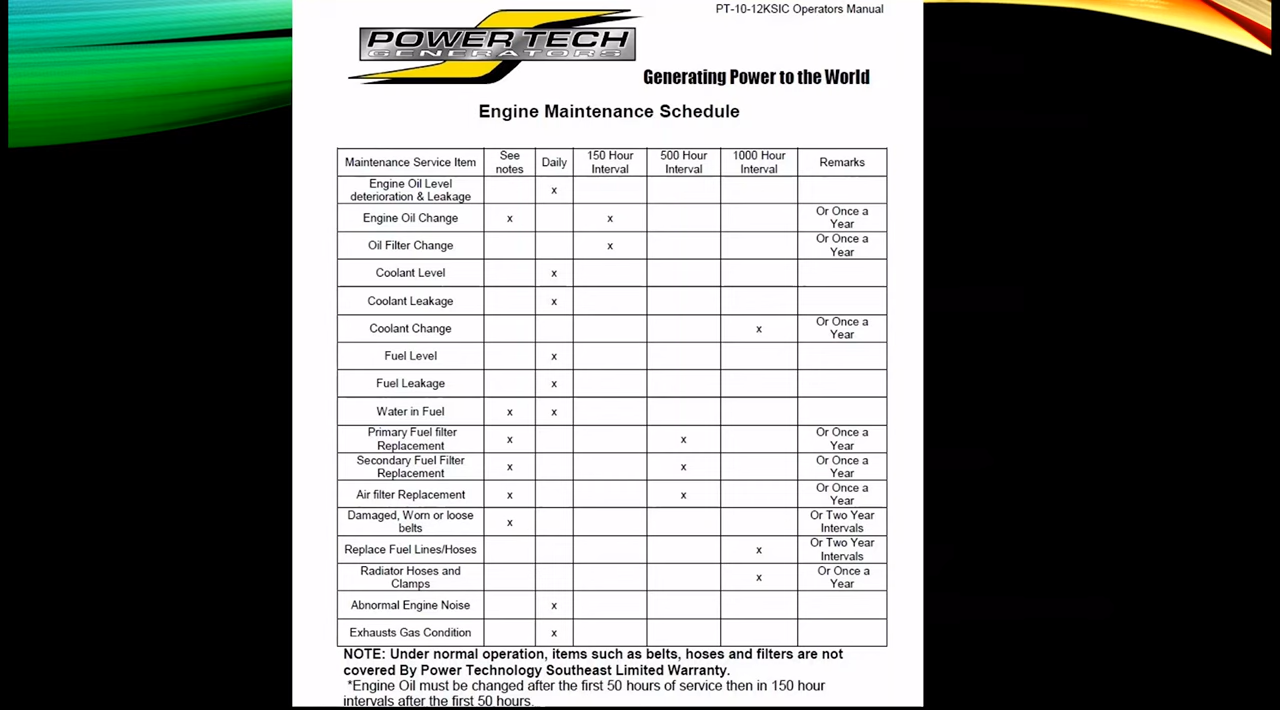 PT-10-12KSIC Operators Manual
POWER TECH
GENERATORS
Generating Power to the World
Engine Maintenance Schedule
Maintenance Service Item See notes Daily 150 Hour Interval 500 Hour Interval 1000 Hour Interval Remarks
Engine Oil Level deterioration & Leakage x
Engine Oil Change x x Or Once a Year
Oil Filter Change x Or Once a Year
Coolant Level x
Coolant Leakage x
Coolant Change x Or Once a Year
Fuel Level x
Fuel Leakage x
Water in Fuel x x
Primary Fuel filter Replacement x x Or Once a Year
Secondary Fuel Filter Replacement x x Or Once a Year
Air filter Replacement x x Or Once a Year
Damaged, Worn or loose belts x Or Two Year Intervals
Replace Fuel Lines/Hoses x Or Two Year Intervals
Radiator Hoses and Clamps x Or Once a Year
Abnormal Engine Noise x
Exhausts Gas Condition x
NOTE: Under normal operation, items such as belts, hoses and filters are not
covered By Power Technology Southeast Limited Warranty.
*Engine Oil must be changed after the first 50 hours of service then in 150 hour
intervals after the first 50 hours.